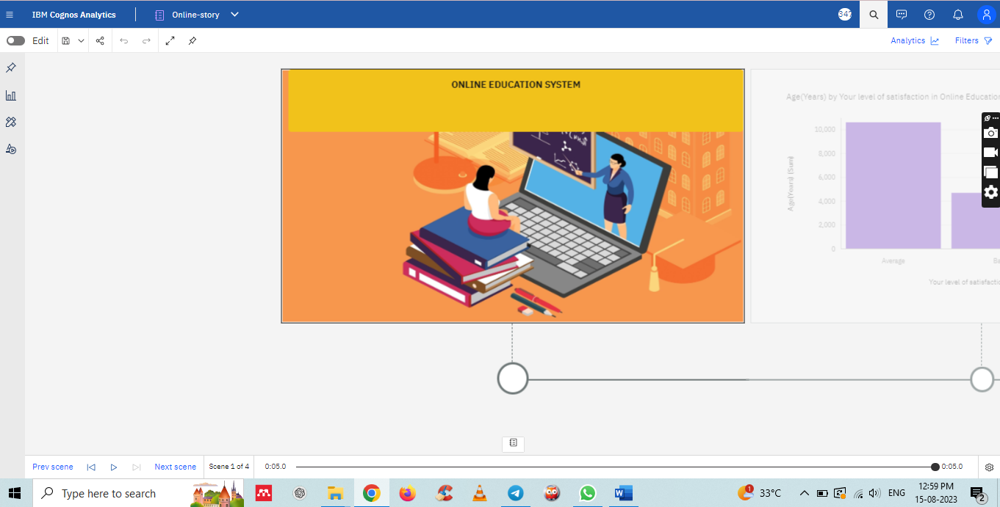 IBM Cognos Analytics
Online-story
347
Edit
Analytics
Filters
ONLINE EDUCATION SYSTEM
Age(Years) by Your level of satisfaction in Online Education
Age(Years) (Sum)
10,000
8,000
6,000
4,000
2,000
0
Average
Ba
Your level of satisfactio
Prev scene
Next scene
Scene 1 of 4
0:05.0
0:05.0
Type here to search
W
1
33°C
ENG
12:59 PM
15-08-2023
2